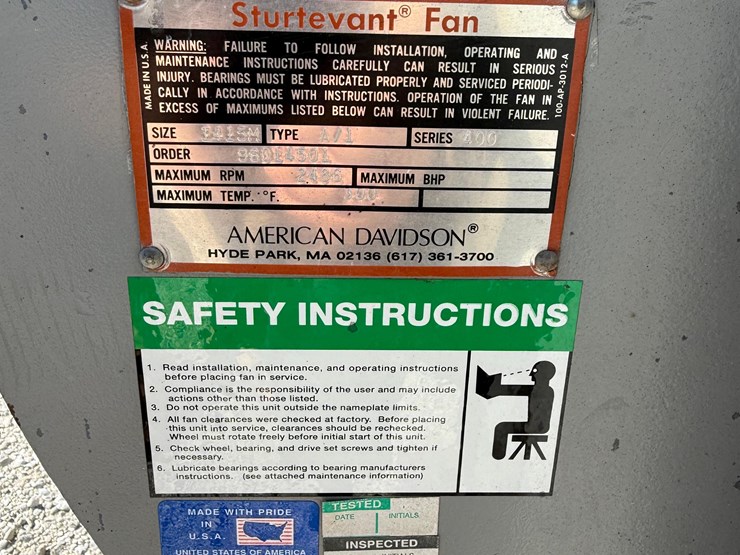 Sturtevant® Fan
MADE IN U.S.A.
WARNING: FAILURE TO FOLLOW INSTALLATION, OPERATING AND
MAINTENANCE INSTRUCTIONS CAREFULLY CAN RESULT IN SERIOUS
INJURY. BEARINGS MUST BE LUBRICATED PROPERLY AND SERVICED PERIODI-
CALLY IN ACCORDANCE WITH INSTRUCTIONS. OPERATION OF THE FAN IN
EXCESS OF MAXIMUMS LISTED BELOW CAN RESULT IN VIOLENT FAILURE.
100-AP-3012-A
SIZE TYPE SERIES 400
ORDER
MAXIMUM RPM MAXIMUM BHP
MAXIMUM TEMP. °F.
AMERICAN DAVIDSON®
HYDE PARK, MA 02136 (617) 361-3700
SAFETY INSTRUCTIONS
1. Read installation, maintenance, and operating instructions
before placing fan in service.
2. Compliance is the responsibility of the user and may include
actions other than those listed.
3. Do not operate this unit outside the nameplate limits.
4. All fan clearances were checked at factory. Before placing
this unit into service, clearances should be rechecked.
Wheel must rotate freely before initial start of this unit.
5. Check wheel, bearing, and drive set screws and tighten if
necessary.
6. Lubricate bearings according to bearing manufacturers
instructions. (see attached maintenance information)
MADE WITH PRIDE
IN
U.S.A.
UNITED STATES OF AMERICA
TESTED
DATE INITIALS
INSPECTED